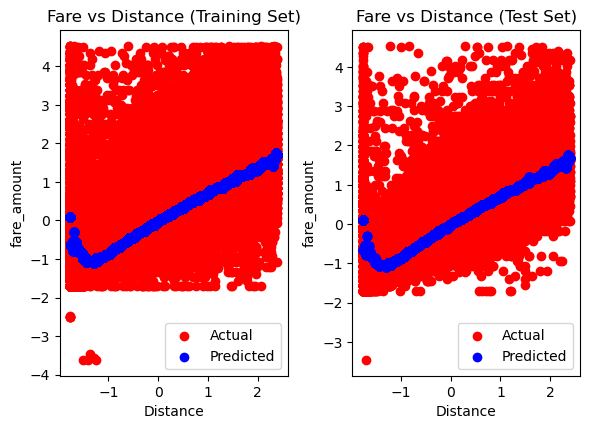 Fare vs Distance (Training Set)
fare_amount
4
3
2
1
0
−1
−2
−3
−4
−1
0
1
2
Distance
Actual
Predicted
Fare vs Distance (Test Set)
fare_amount
4
3
2
1
0
−1
−2
−3
−1
0
1
2
Distance
Actual
Predicted